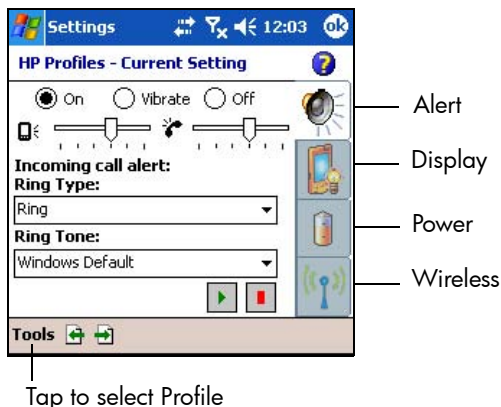 Settings 12:03 ok
HP Profiles - Current Setting ?
On Vibrate Off
Alert
Incoming call alert:
Ring Type:
Display
Ring
Ring Tone:
Power
Windows Default
Wireless
Tools
Tap to select Profile